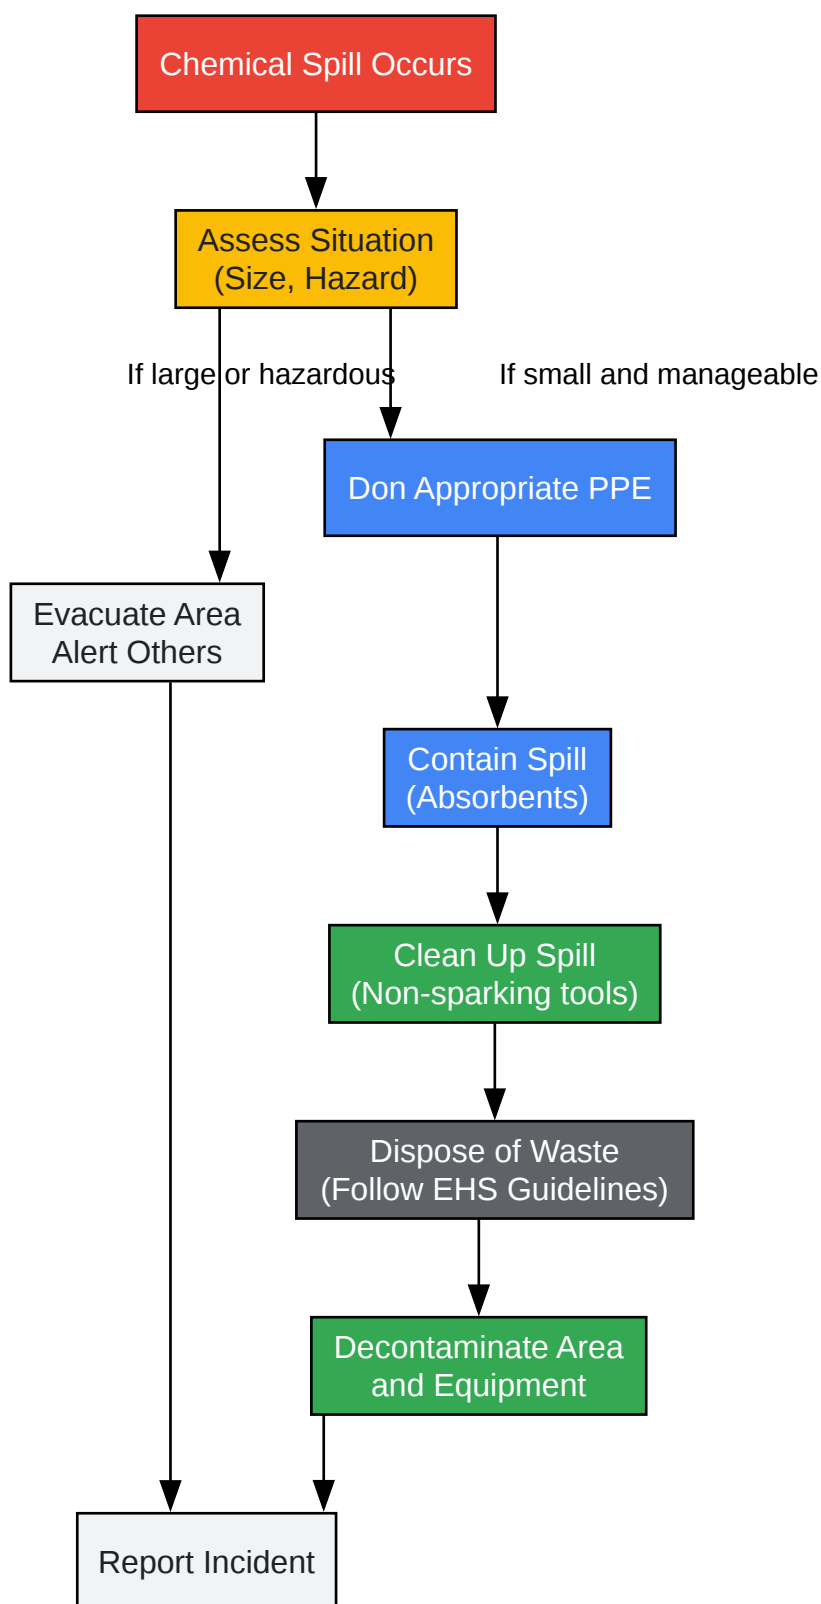 Chemical Spill Occurs
Assess Situation
(Size, Hazard)
If large or hazardous
If small and manageable
Don Appropriate PPE
Evacuate Area
Alert Others
Contain Spill
(Absorbents)
Clean Up Spill
(Non-sparking tools)
Dispose of Waste
(Follow EHS Guidelines)
Decontaminate Area
and Equipment
Report Incident